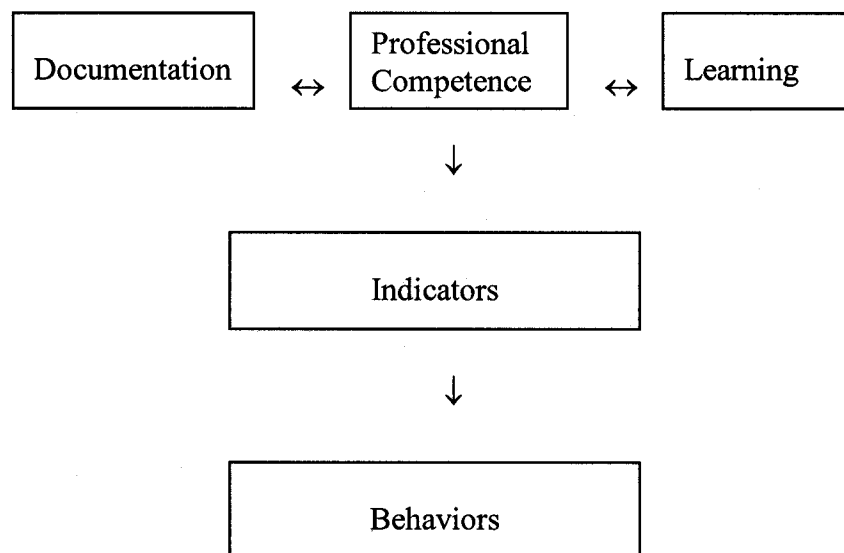 Documentation
↔
Professional
Competence
↔
Learning
↓
Indicators
↓
Behaviors